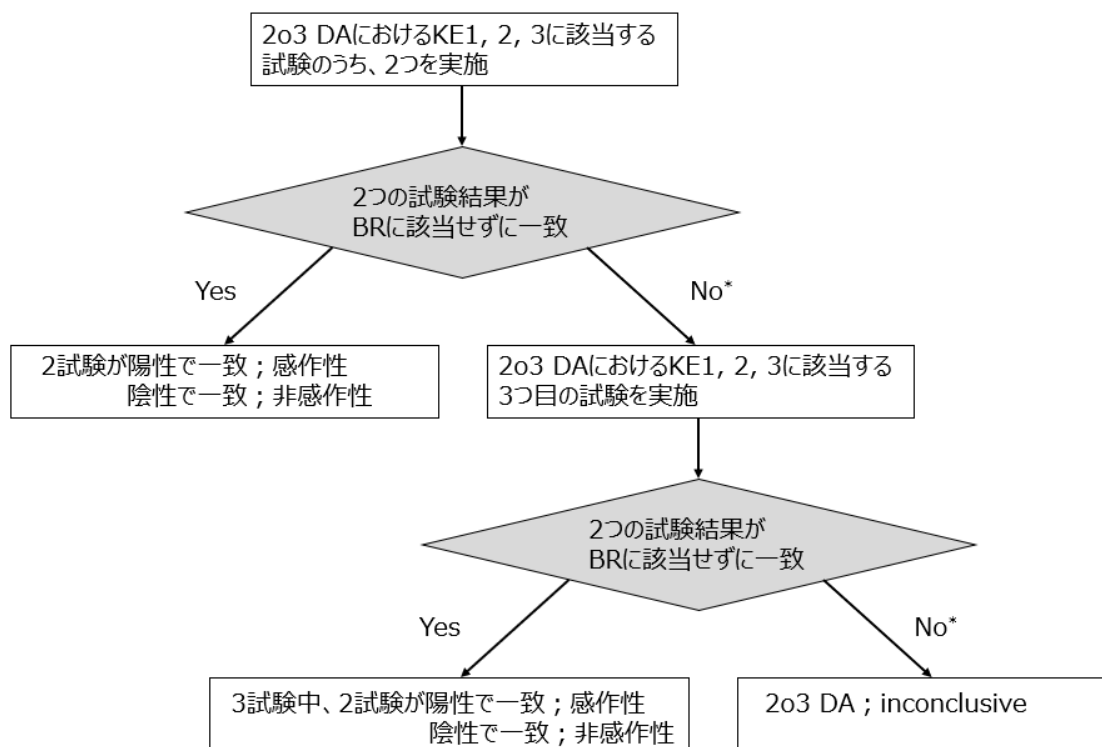 2o3 DAにおけるKE1, 2, 3に該当する
試験のうち、2つを実施
2つの試験結果が
BRに該当せずに一致
Yes
No*
2試験が陽性で一致；感作性
陰性で一致；非感作性
2o3 DAにおけるKE1, 2, 3に該当する
3つ目の試験を実施
2つの試験結果が
BRに該当せずに一致
Yes
No*
3試験中、2試験が陽性で一致；感作性
陰性で一致；非感作性
2o3 DA；inconclusive